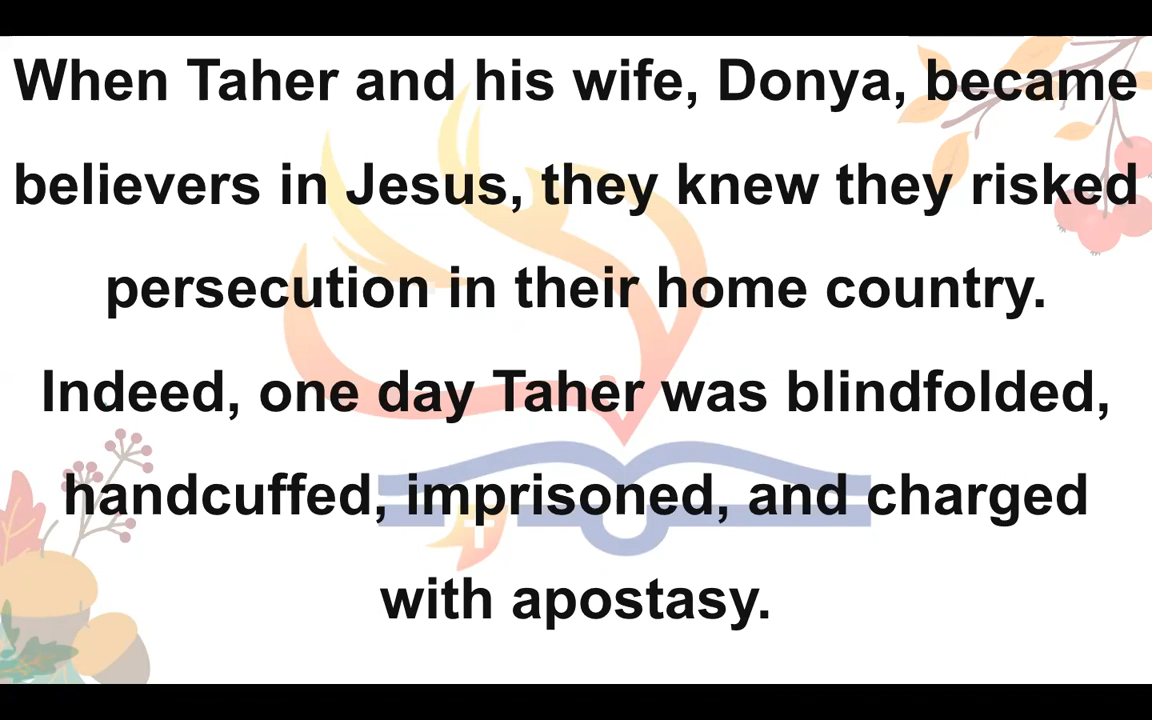 When Taher and his wife, Donya, became
believers in Jesus, they knew they risked
persecution in their home country.
Indeed, one day Taher was blindfolded,
handcuffed, imprisoned, and charged
with apostasy.